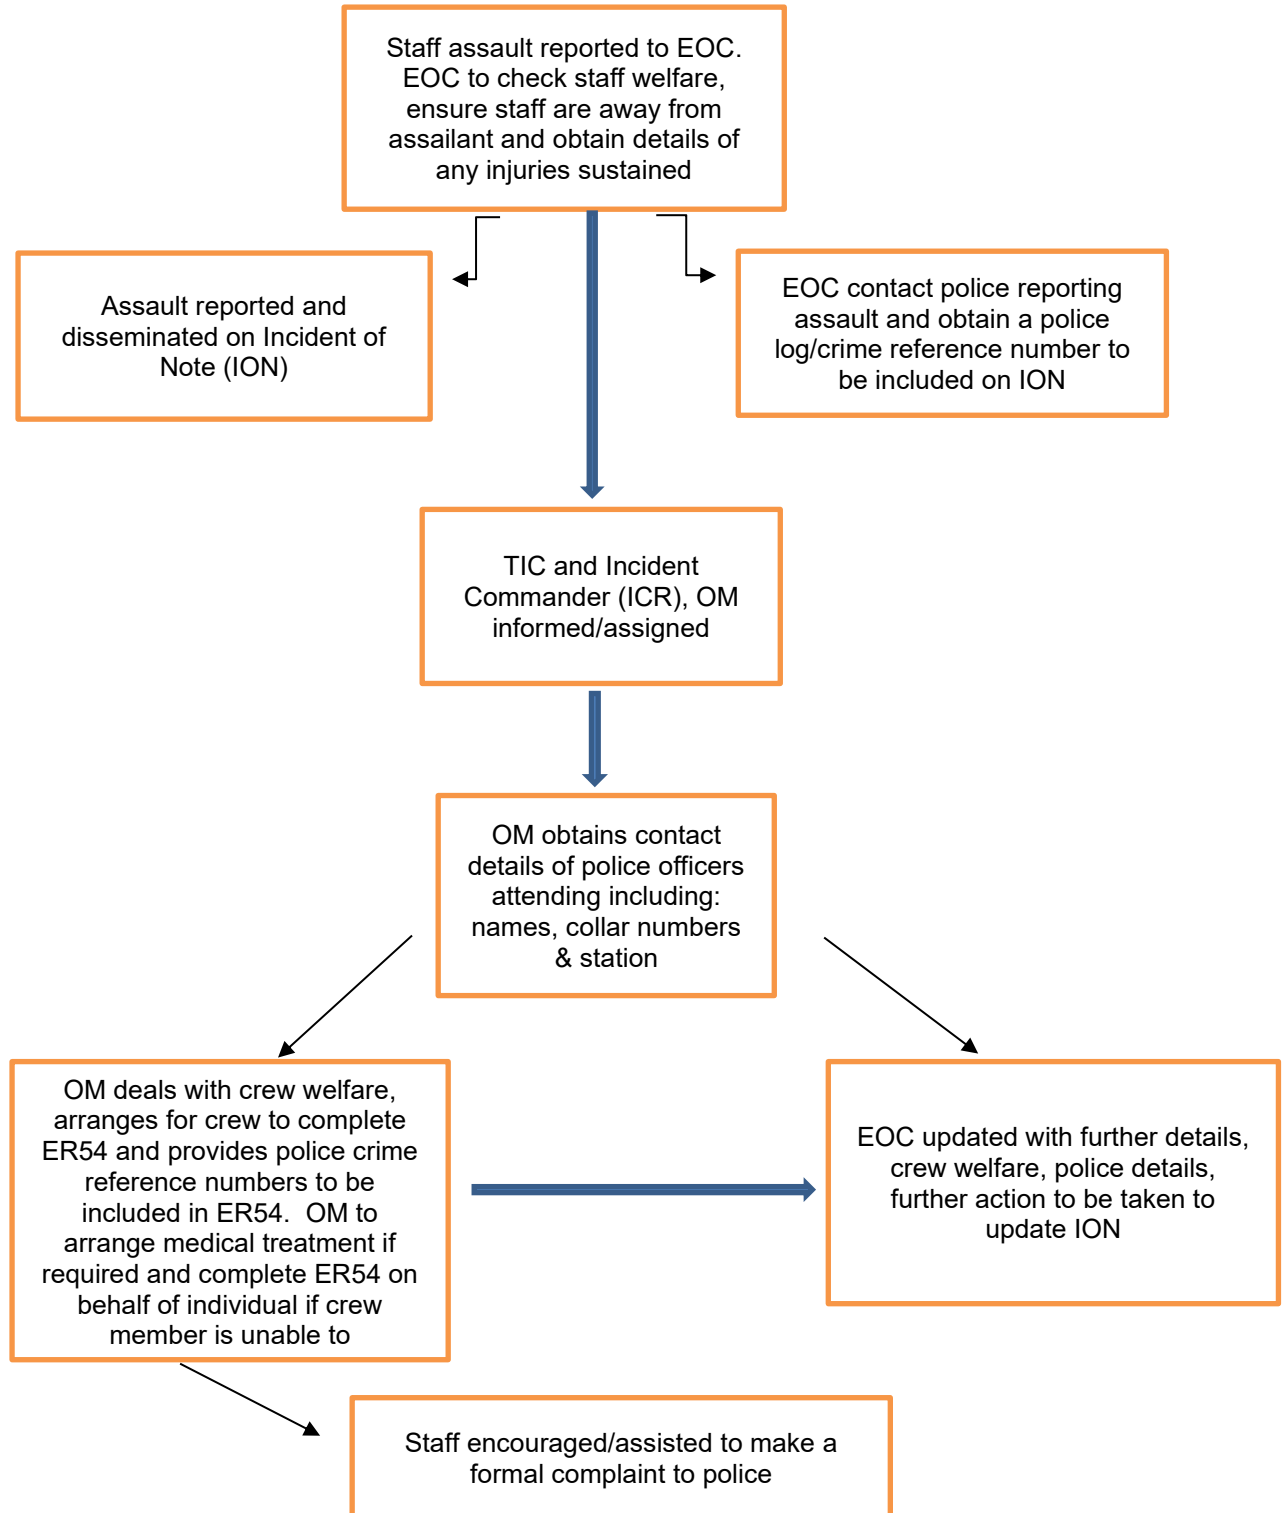 Staff assault reported to EOC.
EOC to check staff welfare,
ensure staff are away from
assailant and obtain details of
any injuries sustained
Assault reported and
disseminated on Incident of
Note (ION)
EOC contact police reporting
assault and obtain a police
log/crime reference number to
be included on ION
TIC and Incident
Commander (ICR), OM
informed/assigned
OM obtains contact
details of police officers
attending including:
names, collar numbers
& station
OM deals with crew welfare,
arranges for crew to complete
ER54 and provides police crime
reference numbers to be
included in ER54.  OM to
arrange medical treatment if
required and complete ER54 on
behalf of individual if crew
member is unable to
EOC updated with further details,
crew welfare, police details,
further action to be taken to
update ION
Staff encouraged/assisted to make a
formal complaint to police